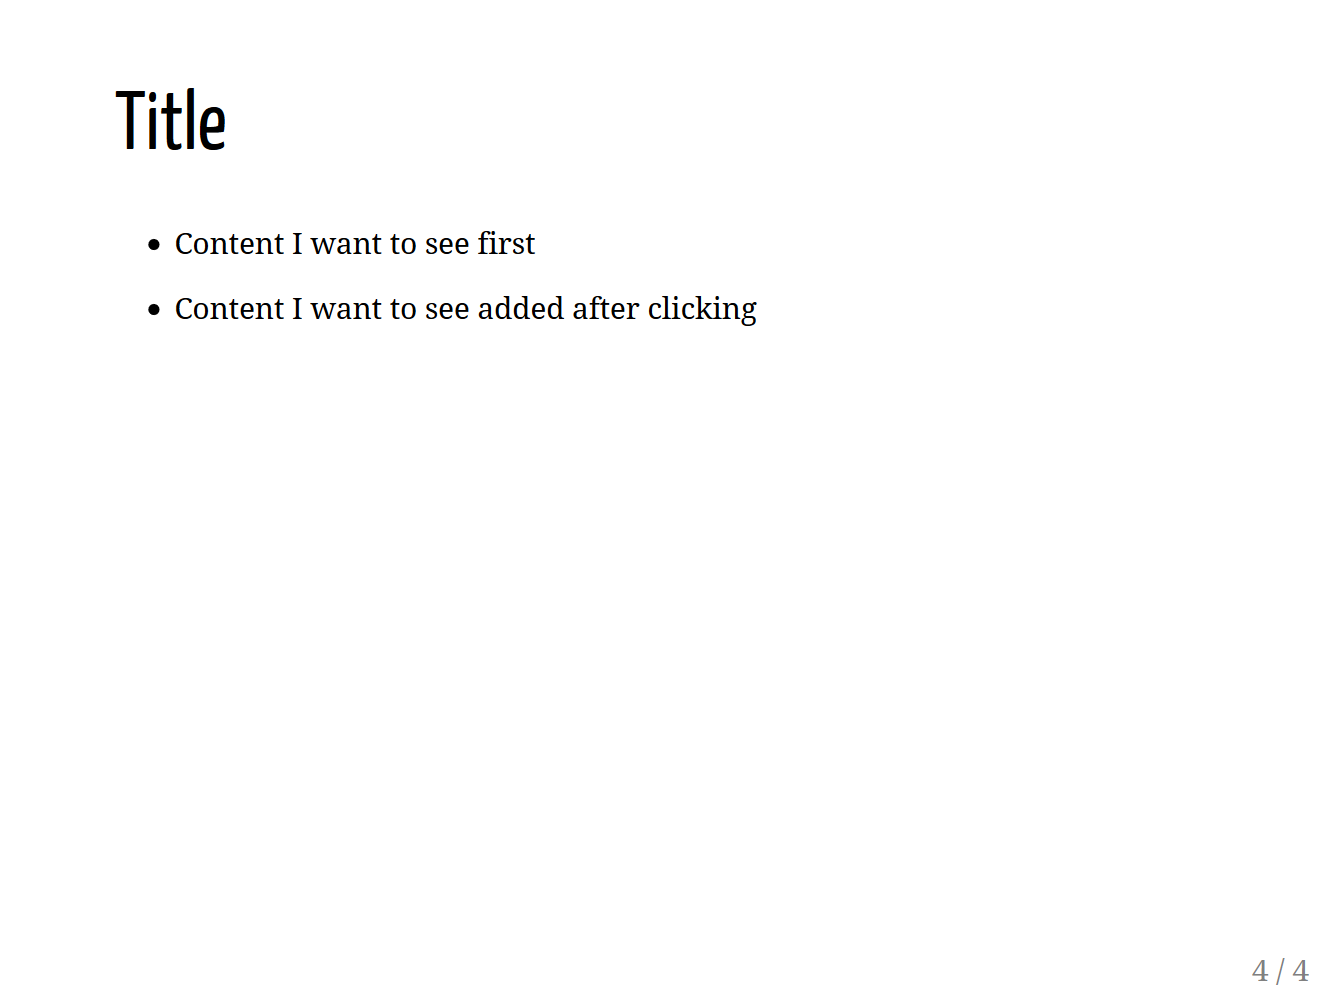 Title
• Content I want to see first
• Content I want to see added after clicking
4 / 4